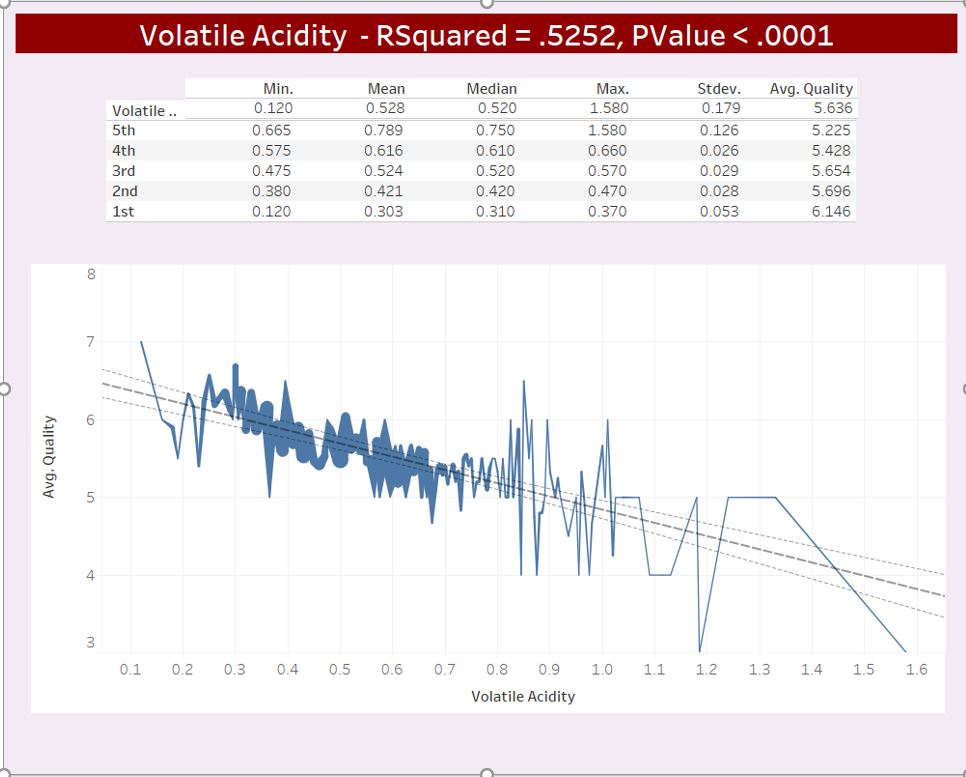 Volatile Acidity - RSquared = .5252, PValue < .0001
Min. Mean Median Max. Stdev. Avg. Quality
Volatile .. 0.120 0.528 0.520 1.580 0.179 5.636
5th 0.665 0.789 0.750 1.580 0.126 5.225
4th 0.575 0.616 0.610 0.660 0.026 5.428
3rd 0.475 0.524 0.520 0.570 0.029 5.654
2nd 0.380 0.421 0.420 0.470 0.028 5.696
1st 0.120 0.303 0.310 0.370 0.053 6.146
8
7
6
5
4
3
Avg. Quality
0.1 0.2 0.3 0.4 0.5 0.6 0.7 0.8 0.9 1.0 1.1 1.2 1.3 1.4 1.5 1.6
Volatile Acidity